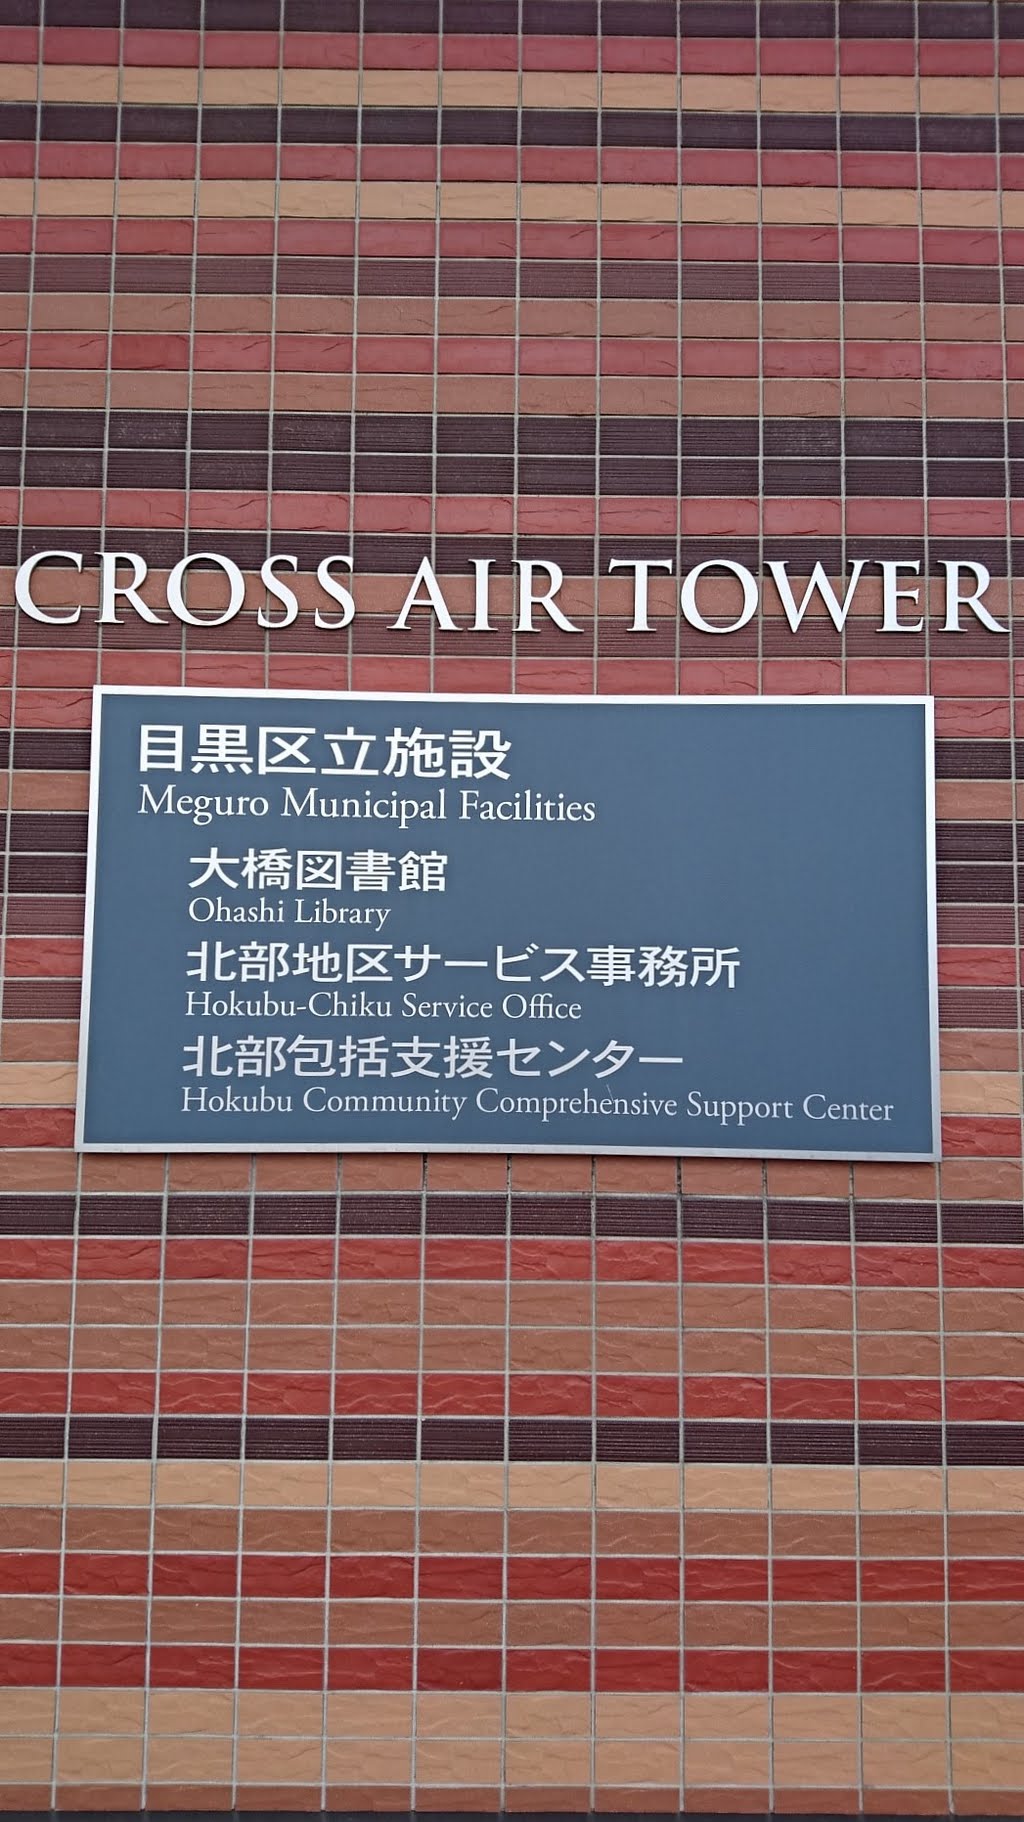 CROSS AIR TOWER
目黒区立施設
Meguro Municipal Facilities
大橋図書館
Ohashi Library
北部地区サービス事務所
Hokubu-Chiku Service Office
北部包括支援センター
Hokubu Community Comprehensive Support Center